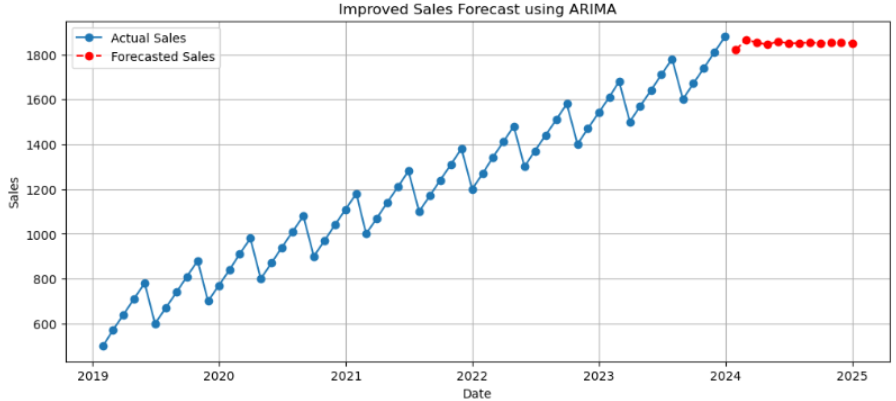 Improved Sales Forecast using ARIMA
Actual Sales
Forecasted Sales
1800
1600
1400
1200
1000
800
600
Sales
2019 2020 2021 2022 2023 2024 2025
Date